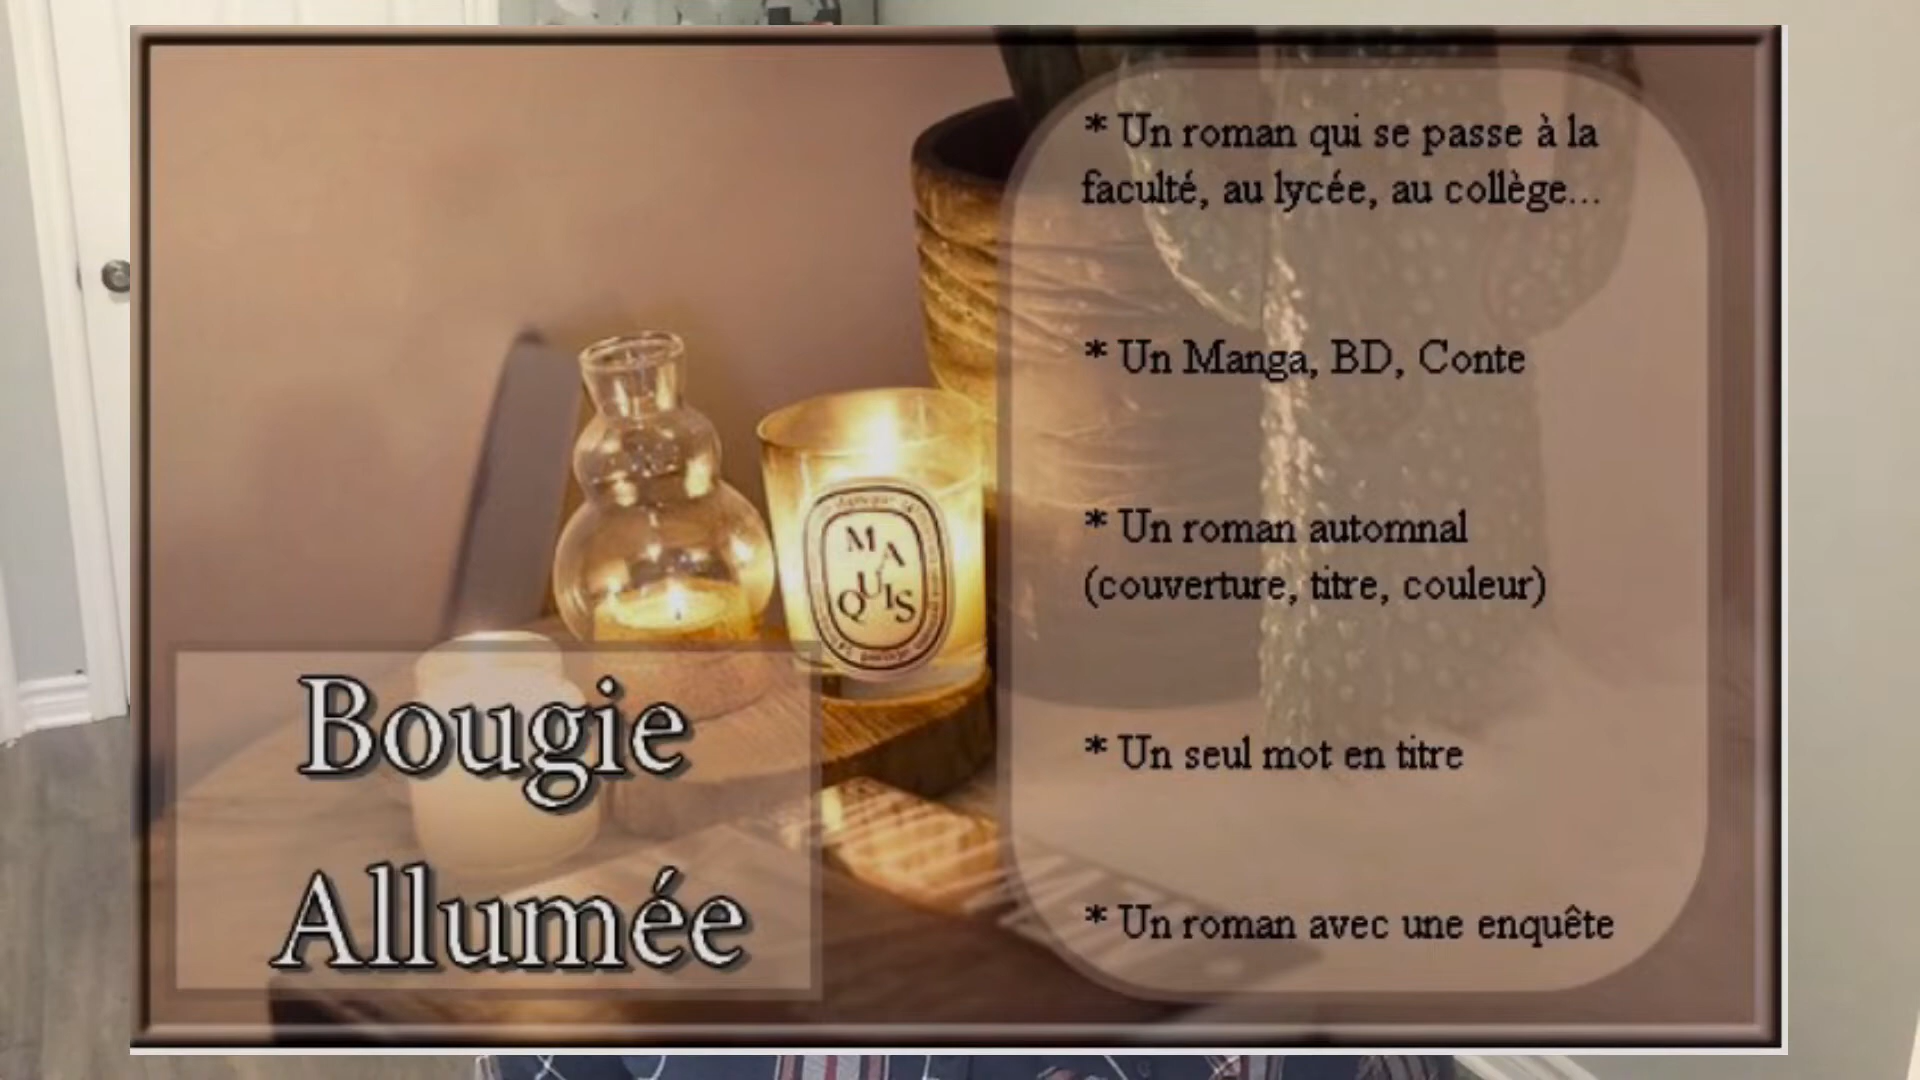 * Un roman qui se passe à la
faculté, au lycée, au collège...
* Un Manga, BD, Conte
* Un roman automnal
(couverture, titre, couleur)
* Un seul mot en titre
* Un roman avec une enquête
MA
QUIS
Bougie
Allumée